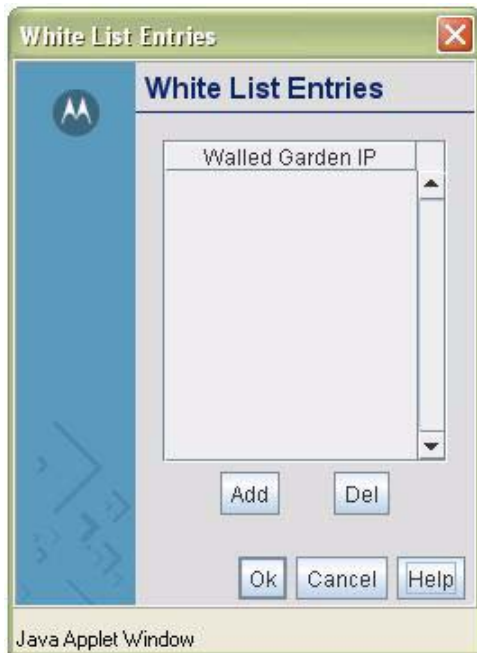 White List Entries
White List Entries
Walled Garden IP
Add Del
Ok Cancel Help
Java Applet Window